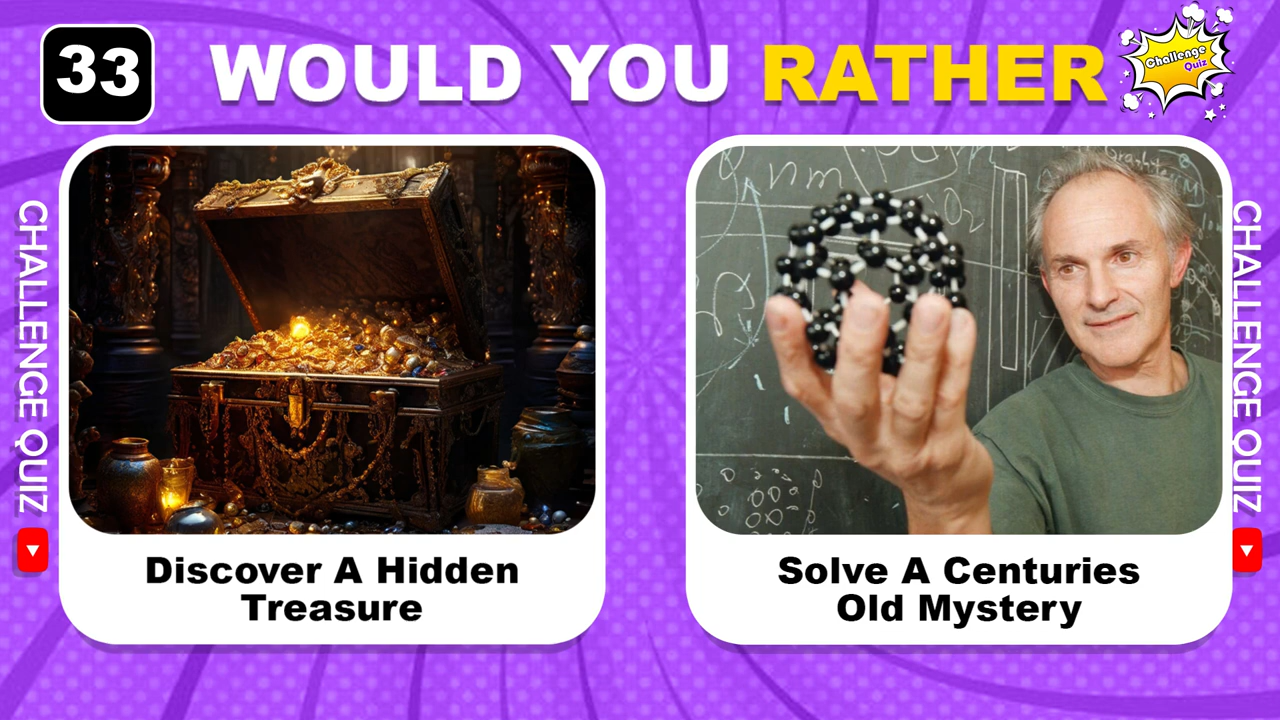 33
WOULD YOU RATHER
Challenge
Quiz
CHALLENGE QUIZ
Discover A Hidden
Treasure
Solve A Centuries
Old Mystery
CHALLENGE QUIZ